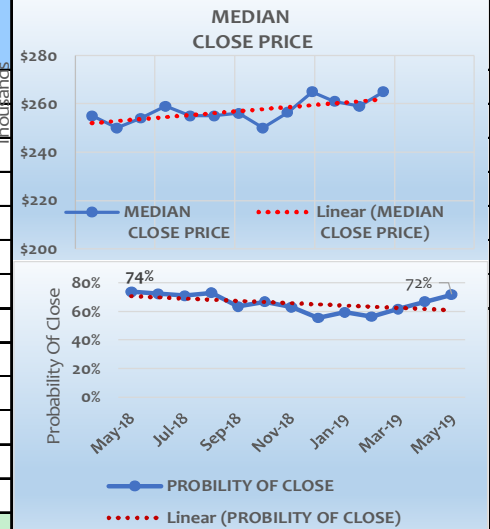 MEDIAN
CLOSE PRICE
Thousands
$280
$260
$240
$220
$200
MEDIAN
CLOSE PRICE
Linear (MEDIAN
CLOSE PRICE)
Probability Of Close
80%
60%
40%
20%
0%
74%
72%
May-18
Jul-18
Sep-18
Nov-18
Jan-19
Mar-19
May-19
PROBILITY OF CLOSE
Linear (PROBILITY OF CLOSE)